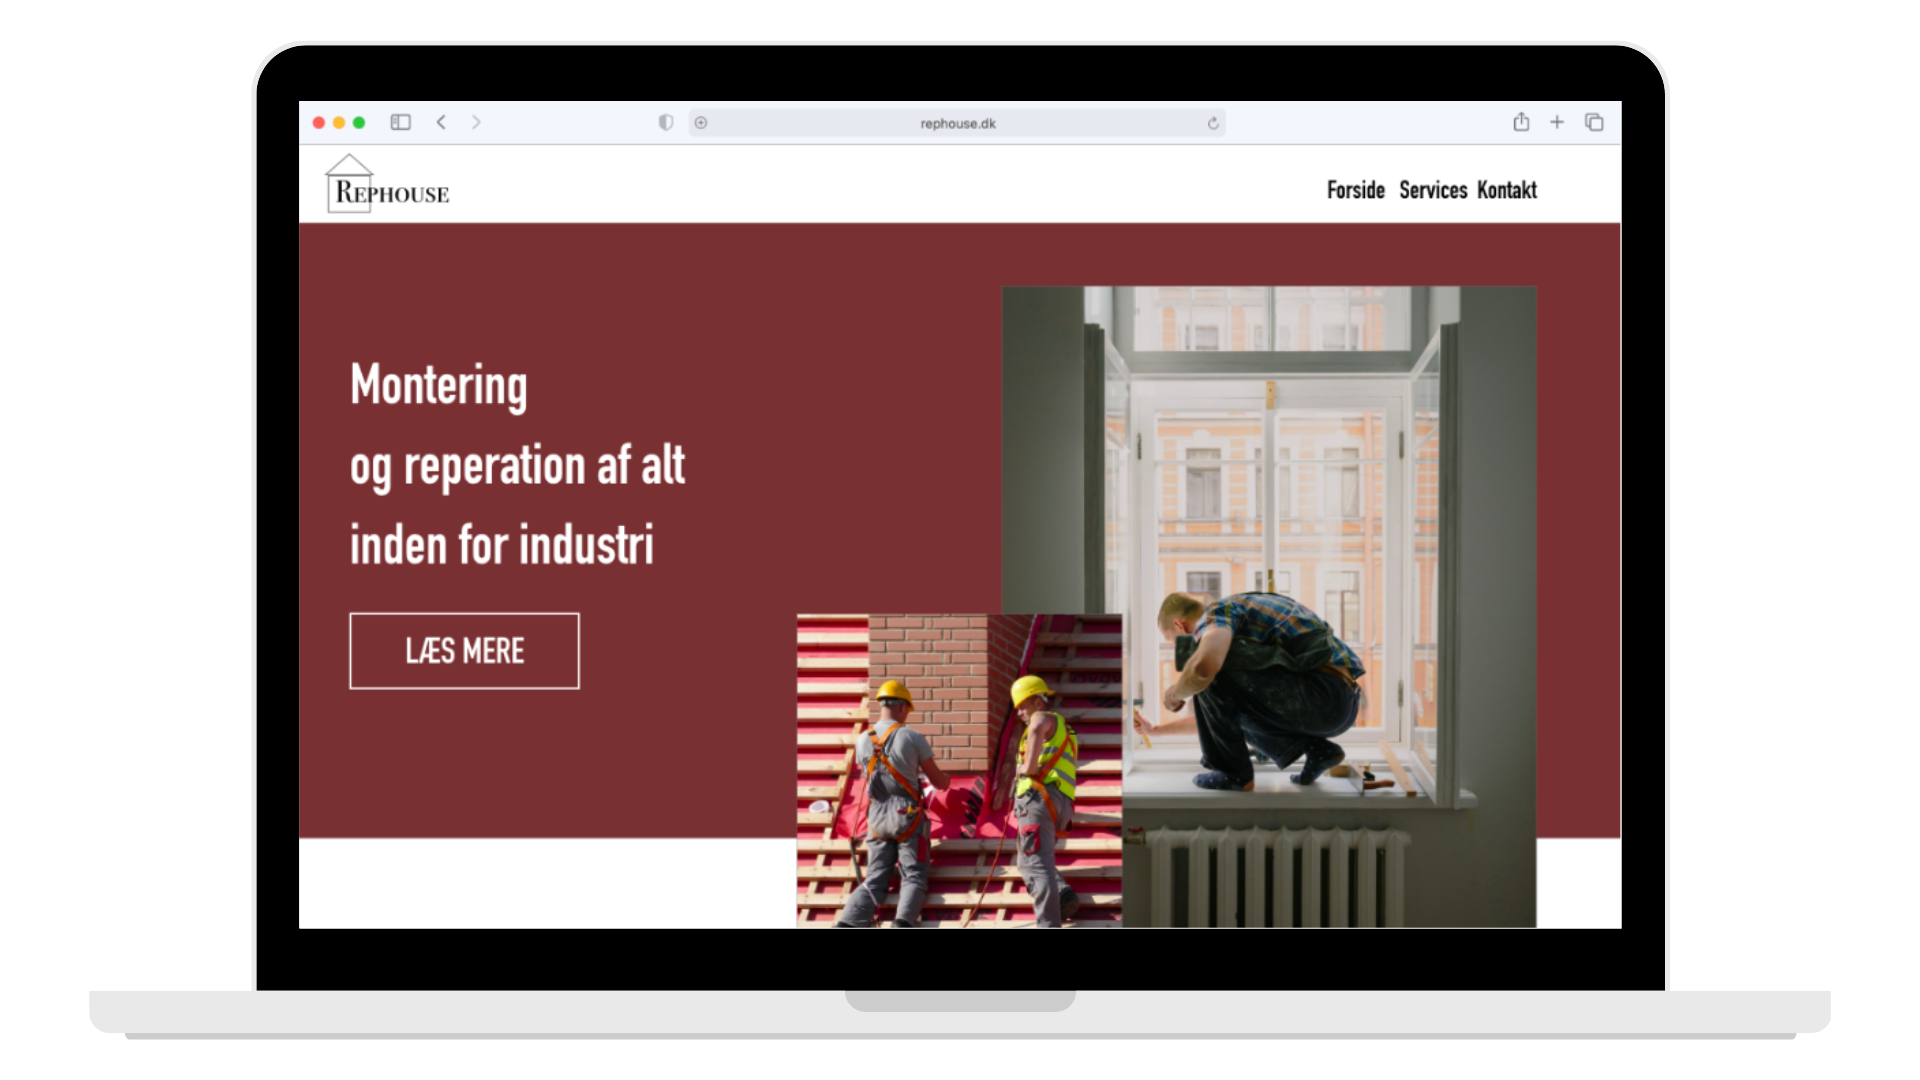 rephouse.dk
REPHOUSE
Forside Services Kontakt
Montering
og reperation af alt
inden for industri
LÆS MERE